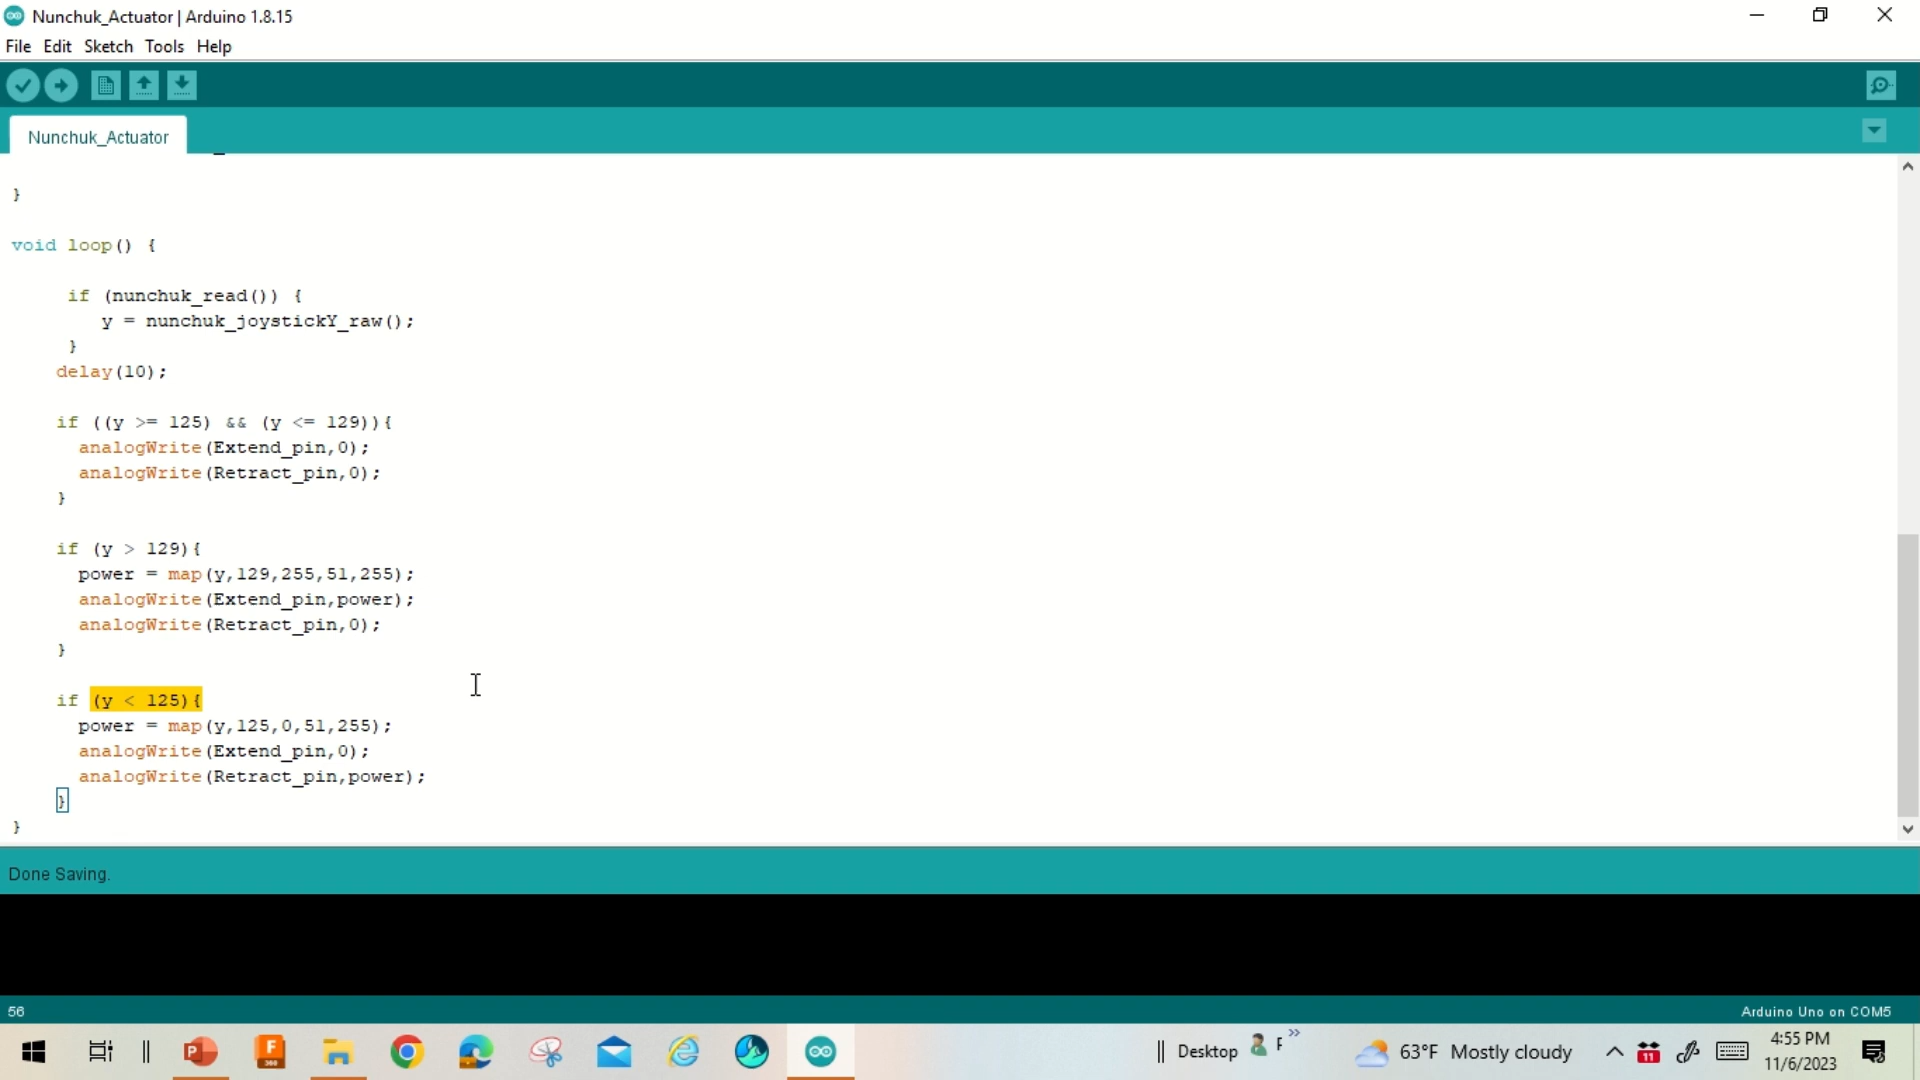 Nunchuk_Actuator | Arduino 1.8.15
File Edit Sketch Tools Help
Nunchuk_Actuator
}
void loop() {
if (nunchuk_read()) {
y = nunchuk_joystickY_raw();
}
delay(10);
if ((y >= 125) && (y <= 129)){
analogWrite(Extend_pin,0);
analogWrite(Retract_pin,0);
}
if (y > 129){
power = map(y,129,255,51,255);
analogWrite(Extend_pin,power);
analogWrite(Retract_pin,0);
}
if (y < 125){
power = map(y,125,0,51,255);
analogWrite(Extend_pin,0);
analogWrite(Retract_pin,power);
}
}
Done Saving.
56 Arduino Uno on COM5
Desktop 63°F Mostly cloudy 11 4:55 PM
11/6/2023